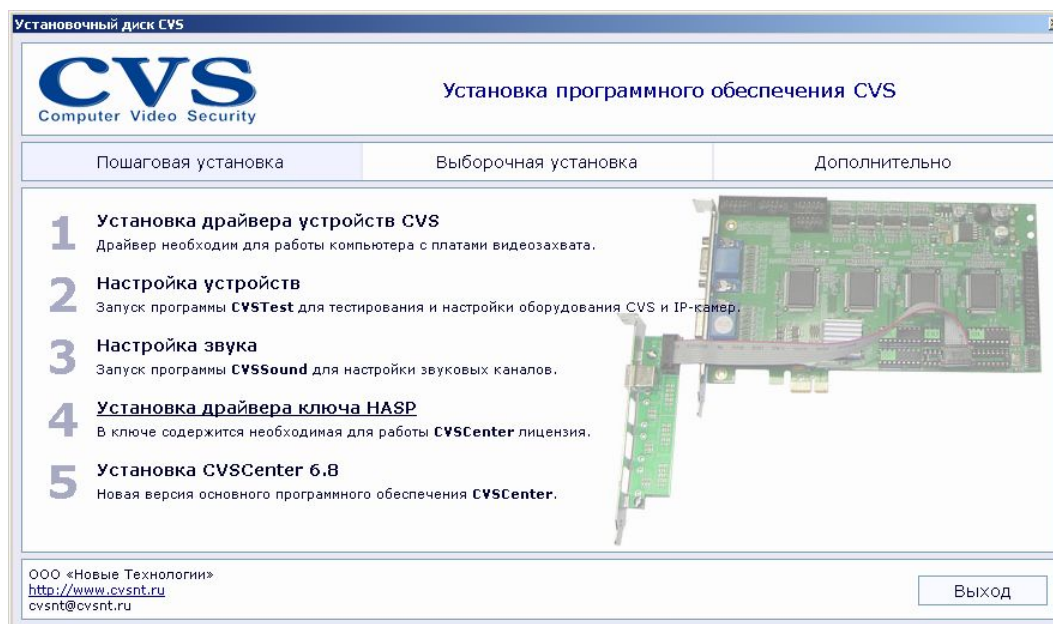 Установочный диск CVS
CVS
Computer Video Security
Установка программного обеспечения CVS
Пошаговая установка
Выборочная установка
Дополнительно
1 Установка драйвера устройств CVS
Драйвер необходим для работы компьютера с платами видеозахвата.
2 Настройка устройств
Запуск программы CVSTest для тестирования и настройки оборудования CVS и IP-камер.
3 Настройка звука
Запуск программы CVSSound для настройки звуковых каналов.
4 Установка драйвера ключа HASP
В ключе содержится необходимая для работы CVSCenter лицензия.
5 Установка CVSCenter 6.8
Новая версия основного программного обеспечения CVSCenter.
ООО «Новые Технологии»
http://www.cvsnt.ru
cvsnt@cvsnt.ru
Выход